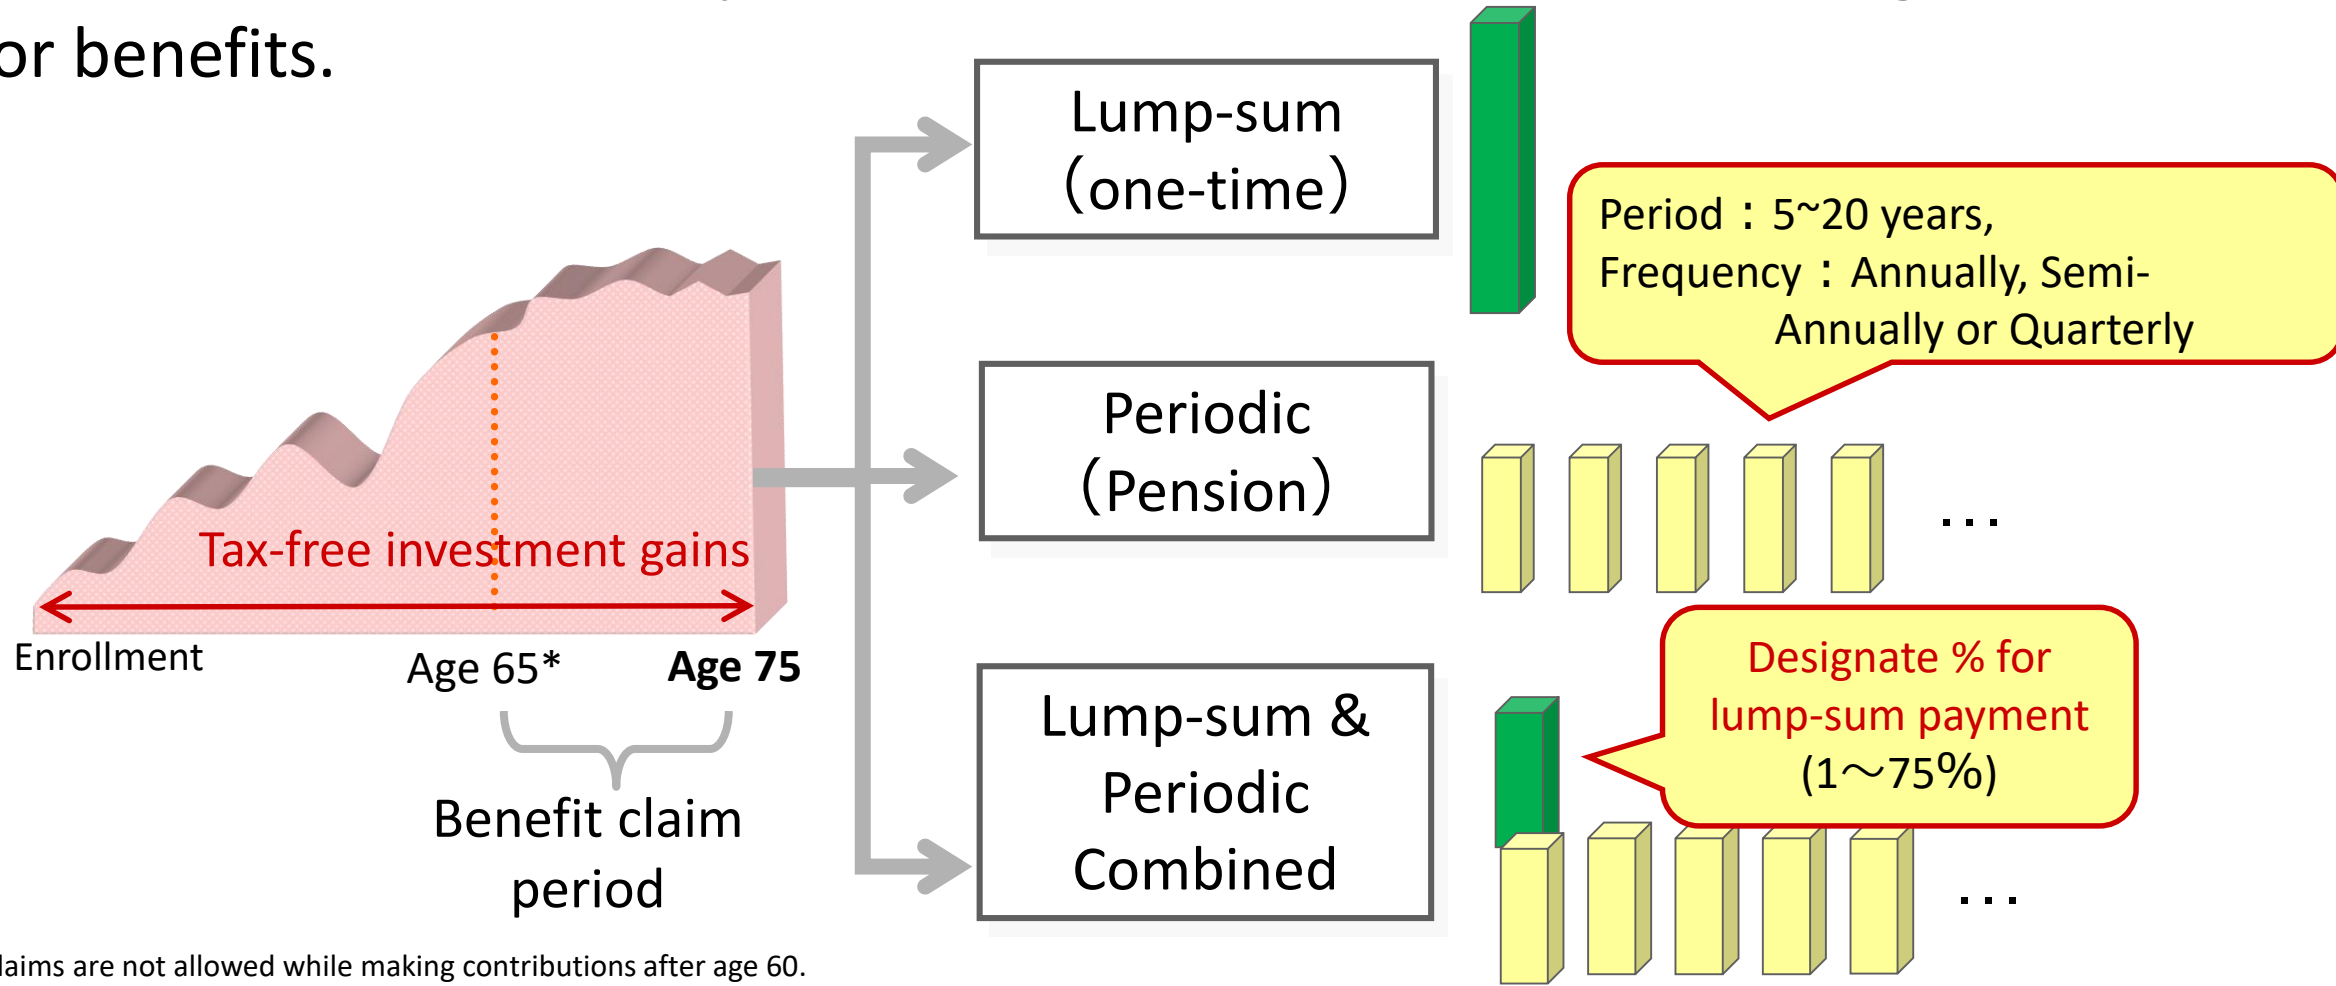 or benefits.
Lump-sum
（one-time）
Period：5~20 years,
Frequency：Annually, Semi-
Annually or Quarterly
Periodic
（Pension）
...
Tax-free investment gains
Enrollment
Age 65*
Age 75
Benefit claim
period
Lump-sum &
Periodic
Combined
Designate % for
lump-sum payment
(1～75%)
...
laims are not allowed while making contributions after age 60.